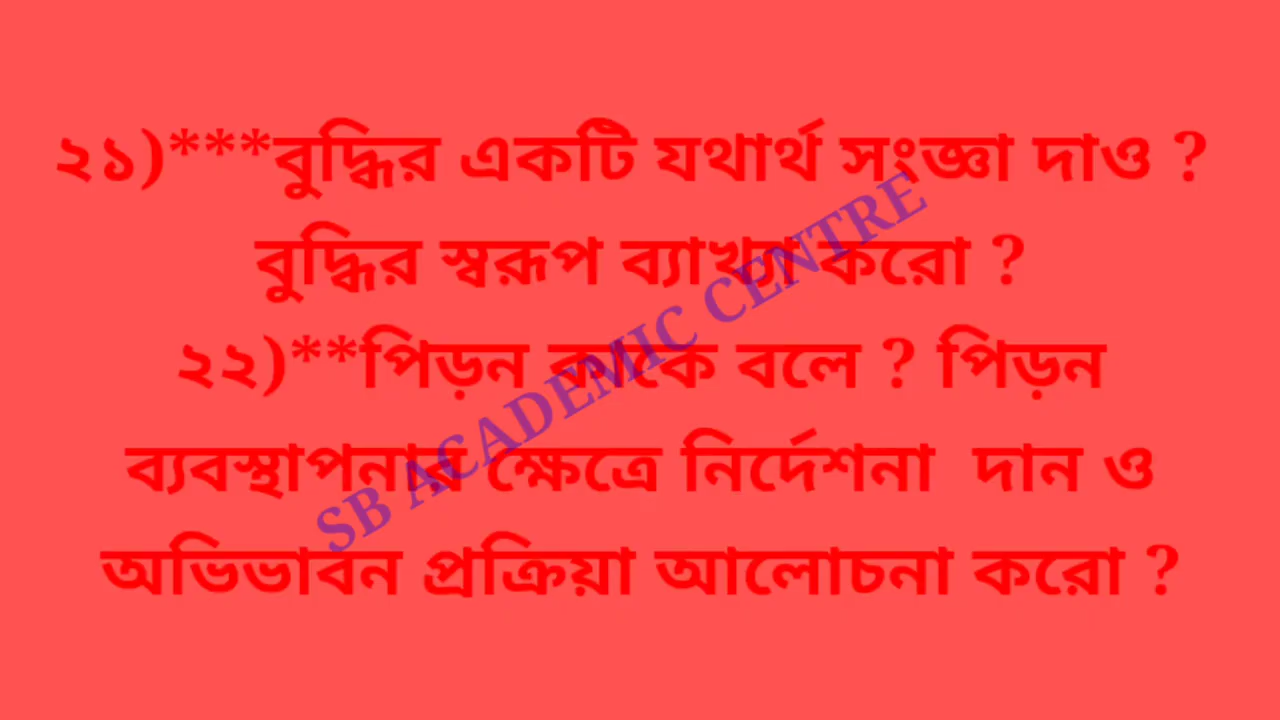 ২১)***বুদ্ধির একটি যথার্থ সংজ্ঞা দাও ?
বুদ্ধির স্বরূপ ব্যাখ্যা করো ?
২২)**পিড়ন কাকে বলে ? পিড়ন
ব্যবস্থাপনার ক্ষেত্রে নির্দেশনা দান ও
অভিভাবন প্রক্রিয়া আলোচনা করো ?
SB ACADEMIC CENTRE